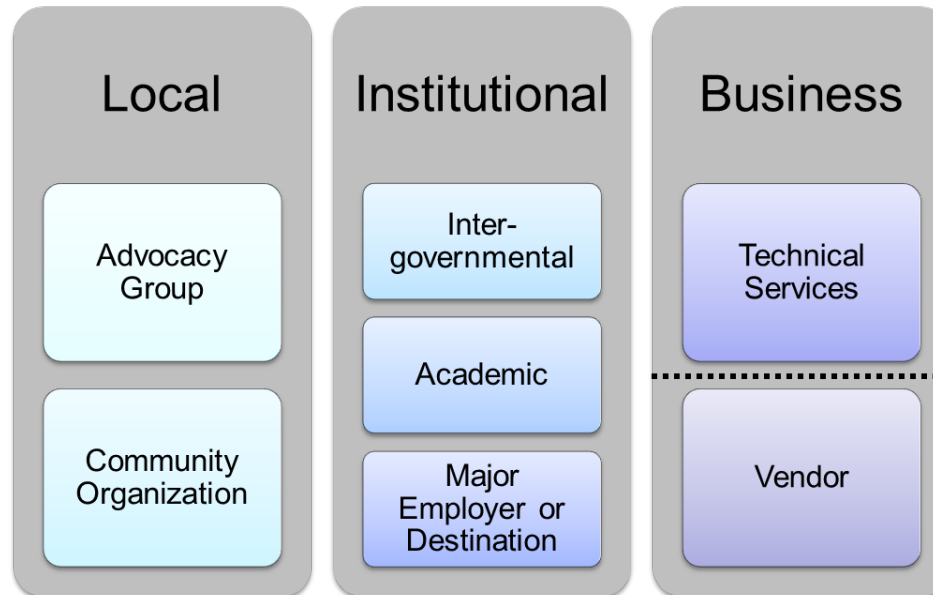 Local
Advocacy
Group
Community
Organization
Institutional
Inter-
governmental
Academic
Major
Employer or
Destination
Business
Technical
Services
Vendor